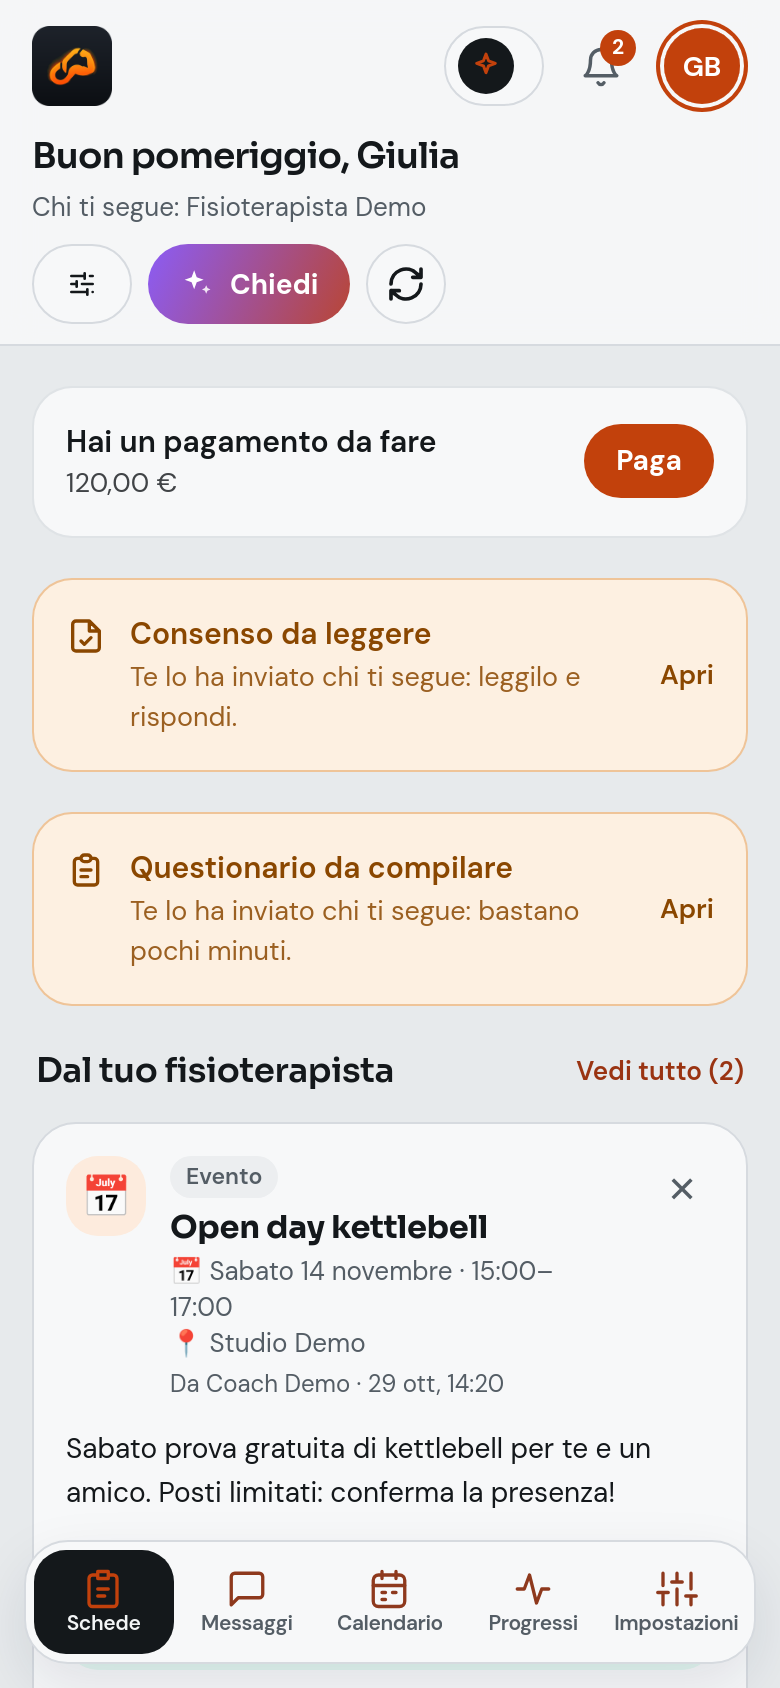 2
GB
Buon pomeriggio, Giulia
Chi ti segue: Fisioterapista Demo
Chiedi
Hai un pagamento da fare
120,00 €
Paga
Consenso da leggere
Te lo ha inviato chi ti segue: leggilo e
rispondi.
Apri
Questionario da compilare
Te lo ha inviato chi ti segue: bastano
pochi minuti.
Apri
Dal tuo fisioterapista
Vedi tutto (2)
July
17
Evento
Open day kettlebell
📅 Sabato 14 novembre · 15:00–
17:00
📍 Studio Demo
Da Coach Demo · 29 ott, 14:20
Sabato prova gratuita di kettlebell per te e un
amico. Posti limitati: conferma la presenza!
Schede
Messaggi
Calendario
Progressi
Impostazioni